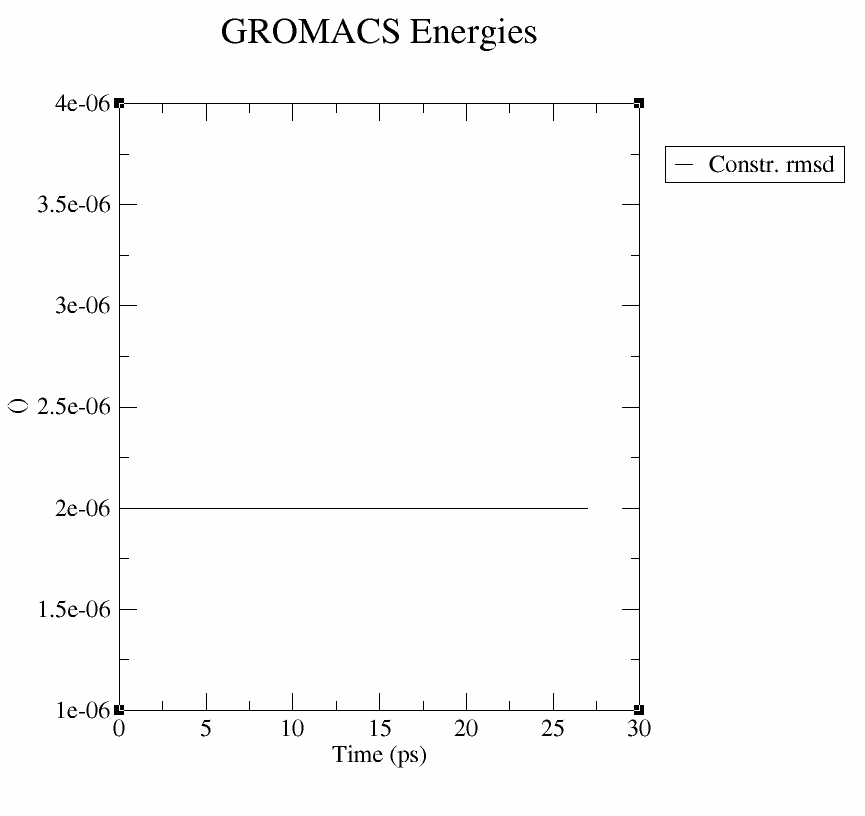 GROMACS Energies
4e-06
Constr. rmsd
3.5e-06
3e-06
()
2.5e-06
2e-06
1.5e-06
1e-06
0 5 10 15 20 25 30
Time (ps)